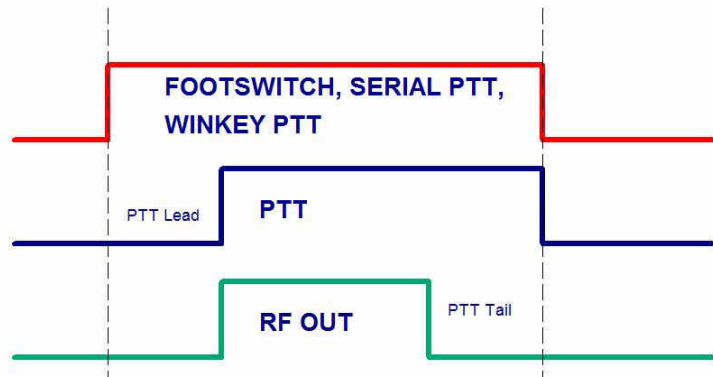 FOOTSWITCH, SERIAL PTT,
WINKEY PTT
PTT Lead
PTT
RF OUT
PTT Tail